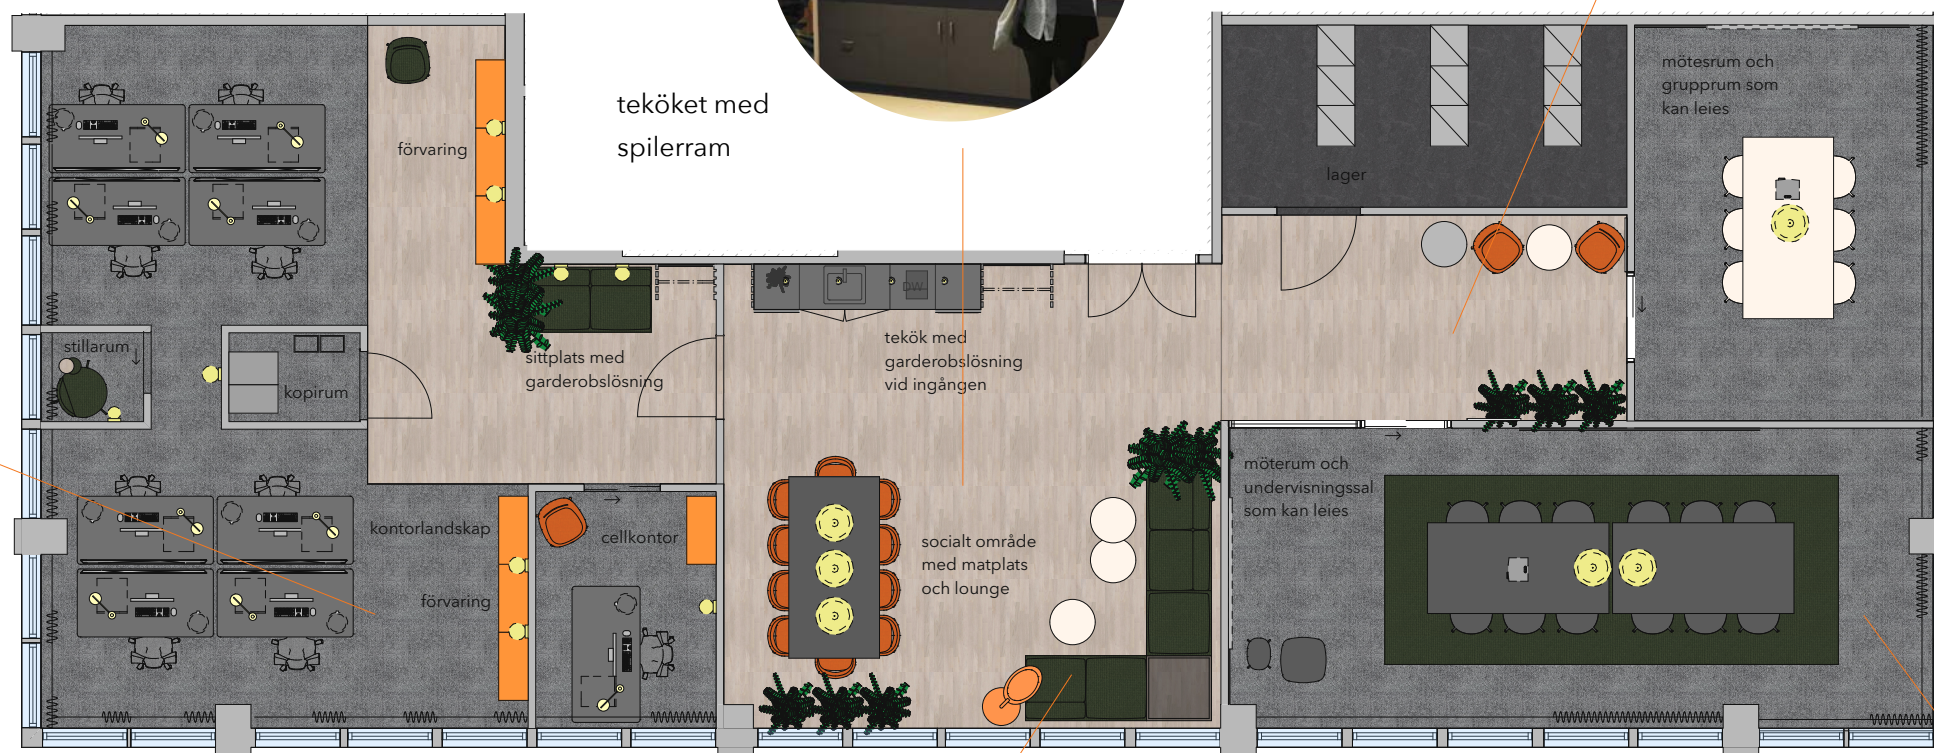 teköket med
spilerram
förvaring
lager
mötesrum och
grupprum som
kan leies
stillarum
kopirum
sittplats med
garderobslösning
tekök med
garderobslösning
vid ingången
DW
kontorlandskap
förvaring
cellkontor
socialt område
med matplats
och lounge
möterum och
undervisningssal
som kan leies